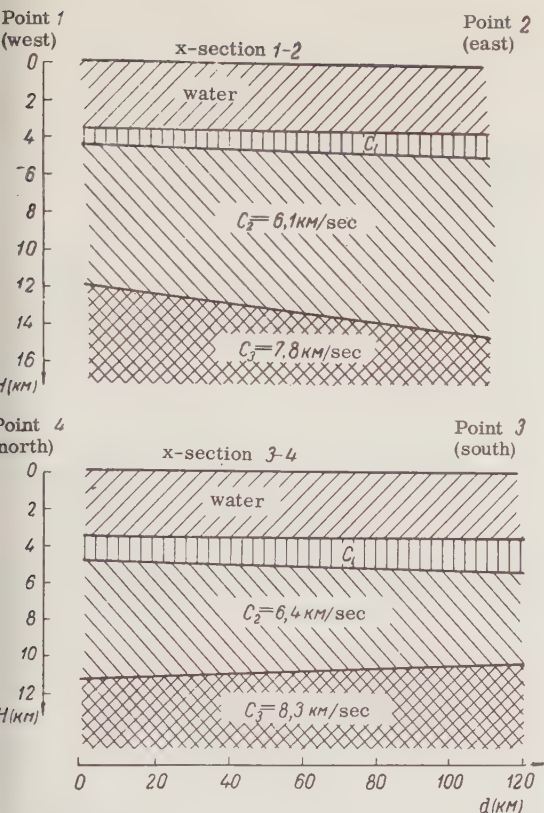 Point 1
(west)
x-section 1-2
Point 2
(east)
0
2
4
6
8
10
12
14
16
H(км)
water
C₁
C₂=6,1км/sec
C₃=7,8 км/sec
Point 4
north)
x-section 3-4
Point 3
(south)
0
2
4
6
8
10
12
H(км)
water
C₁
C₂=6,4 км/sec
C₃=8,3 км/sec
0 20 40 60 80 100 120
d(км)